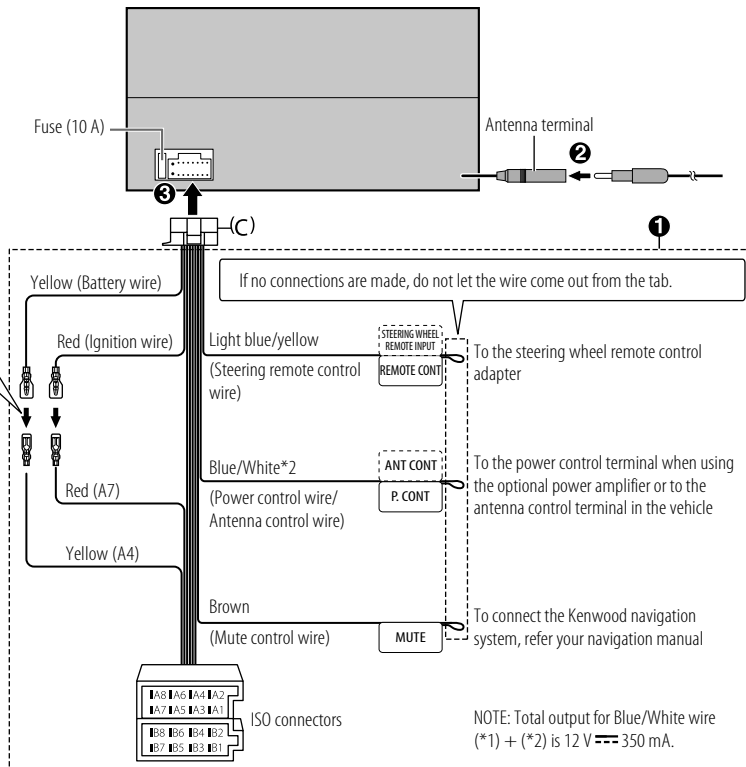 Fuse (10 A)
Antenna terminal
❷
❸
(C)
❶
If no connections are made, do not let the wire come out from the tab.
Yellow (Battery wire)
Red (Ignition wire)
Light blue/yellow
(Steering remote control
wire)
STEERING WHEEL
REMOTE INPUT
REMOTE CONT
To the steering wheel remote control
adapter
Blue/White*2
(Power control wire/
Antenna control wire)
ANT CONT
P. CONT
To the power control terminal when using
the optional power amplifier or to the
antenna control terminal in the vehicle
Red (A7)
Yellow (A4)
Brown
(Mute control wire)
MUTE
To connect the Kenwood navigation
system, refer your navigation manual
A8 A6 A4 A2
A7 A5 A3 A1
B8 B6 B4 B2
B7 B5 B3 B1
ISO connectors
NOTE: Total output for Blue/White wire
(*1) + (*2) is 12 V ⎓ 350 mA.